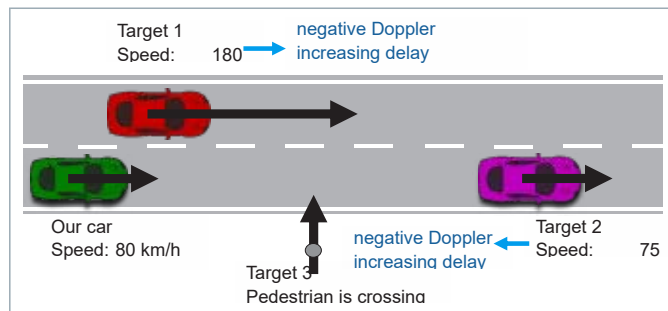 Target 1
Speed: 180
negative Doppler
increasing delay
Our car
Speed: 80 km/h
Target 3
Pedestrian is crossing
negative Doppler
increasing delay
Target 2
Speed: 75